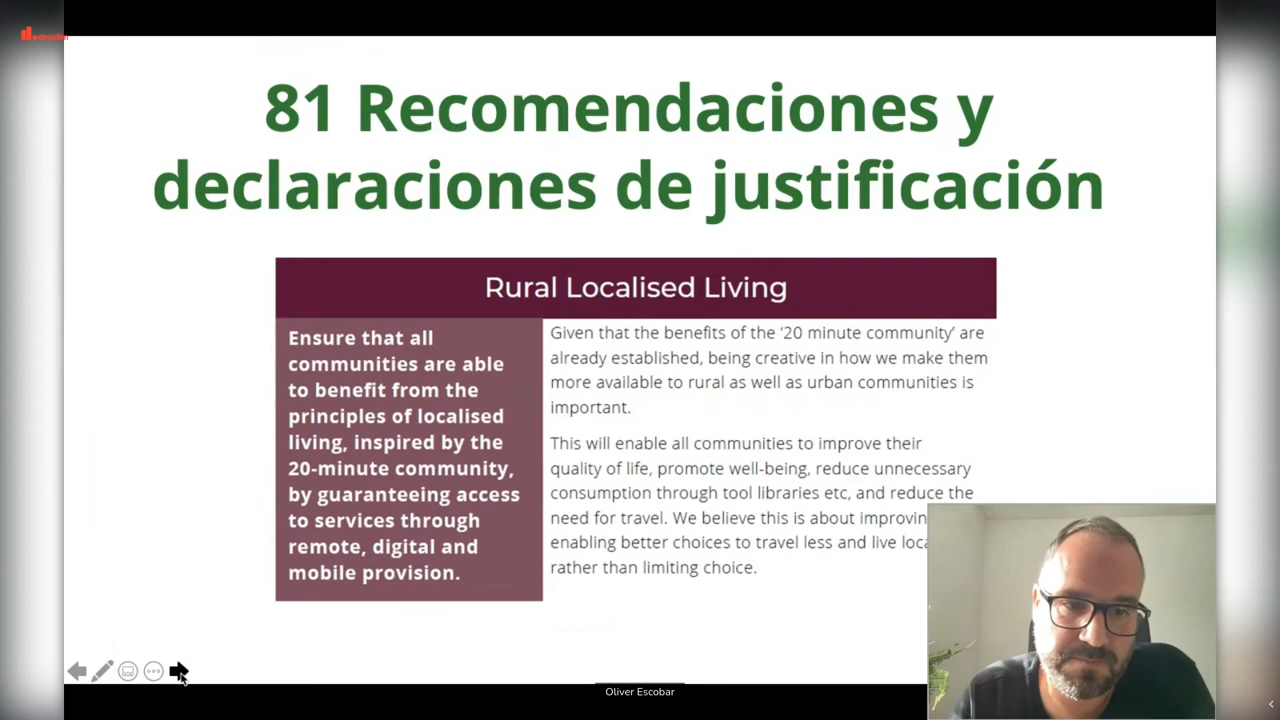 decidim
81 Recomendaciones y
declaraciones de justificación
Rural Localised Living
Ensure that all
communities are able
to benefit from the
principles of localised
living, inspired by the
20-minute community,
by guaranteeing access
to services through
remote, digital and
mobile provision.
Given that the benefits of the ‘20 minute community’ are
already established, being creative in how we make them
more available to rural as well as urban communities is
important.
This will enable all communities to improve their
quality of life, promote well-being, reduce unnecessary
consumption through tool libraries etc, and reduce the
need for travel. We believe this is about improvin
enabling better choices to travel less and live loca
rather than limiting choice.
Oliver Escobar